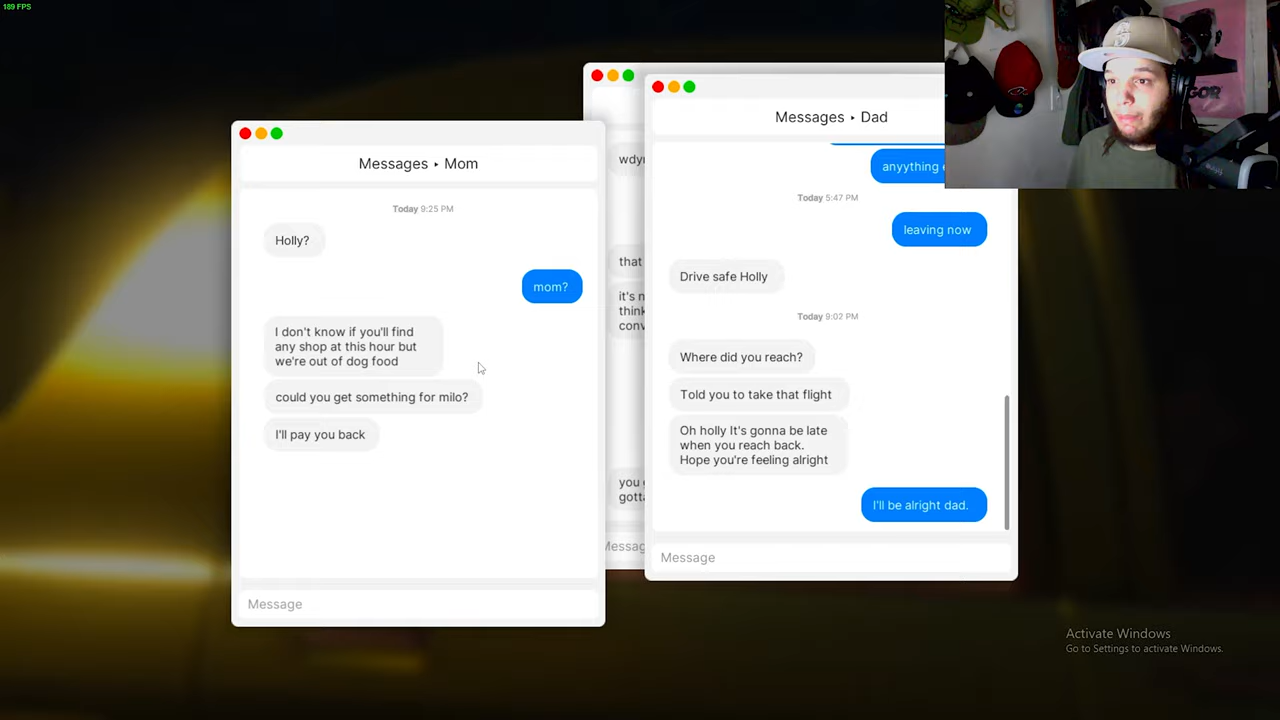 189 FPS
Messages ‣ Mom
Today 9:25 PM
Holly?
mom?
I don't know if you'll find
any shop at this hour but
we're out of dog food
could you get something for milo?
I'll pay you back
Message
that
it's
think
you
Messages ‣ Dad
Today 5:47 PM
leaving now
Drive safe Holly
Today 9:02 PM
Where did you reach?
Told you to take that flight
Oh holly It's gonna be late
when you reach back.
Hope you're feeling alright
I'll be alright dad.
Message
Activate Windows
Go to Settings to activate Windows.